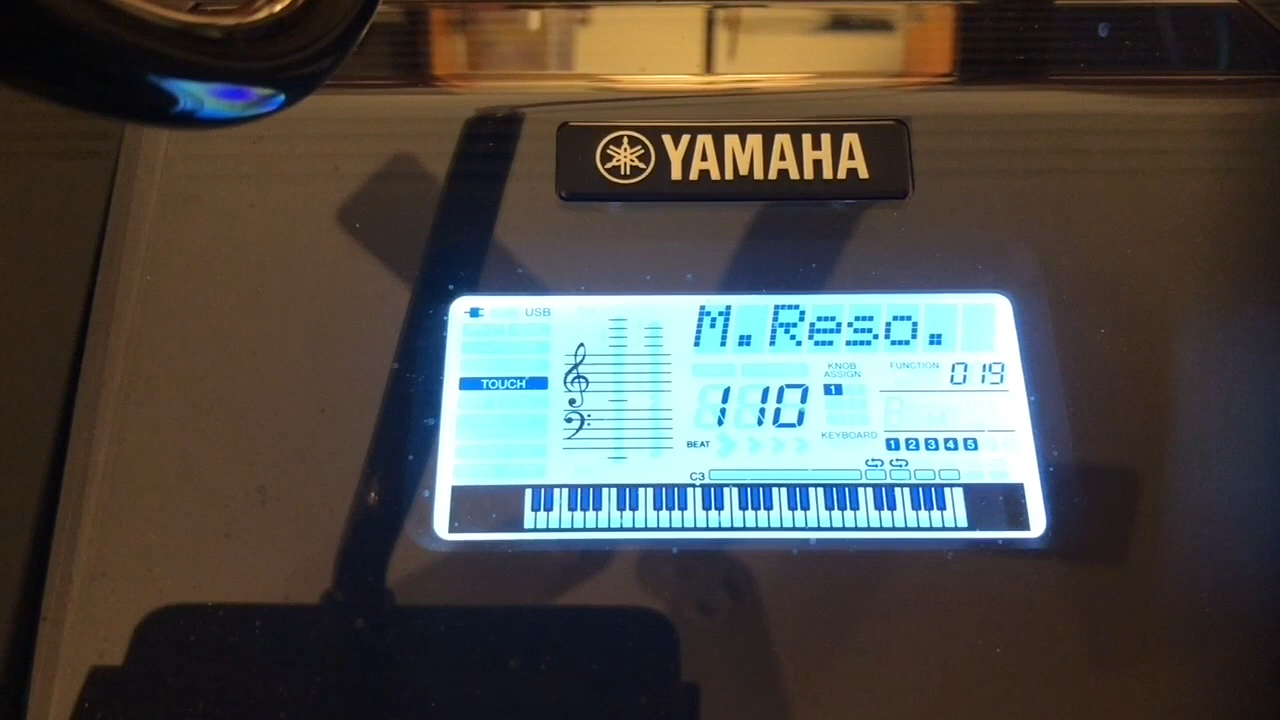 YAMAHA
USB
M.Reso.
KNOB
ASSIGN
FUNCTION 019
TOUCH
1
110
BEAT
KEYBOARD 1 2 3 4 5
C3